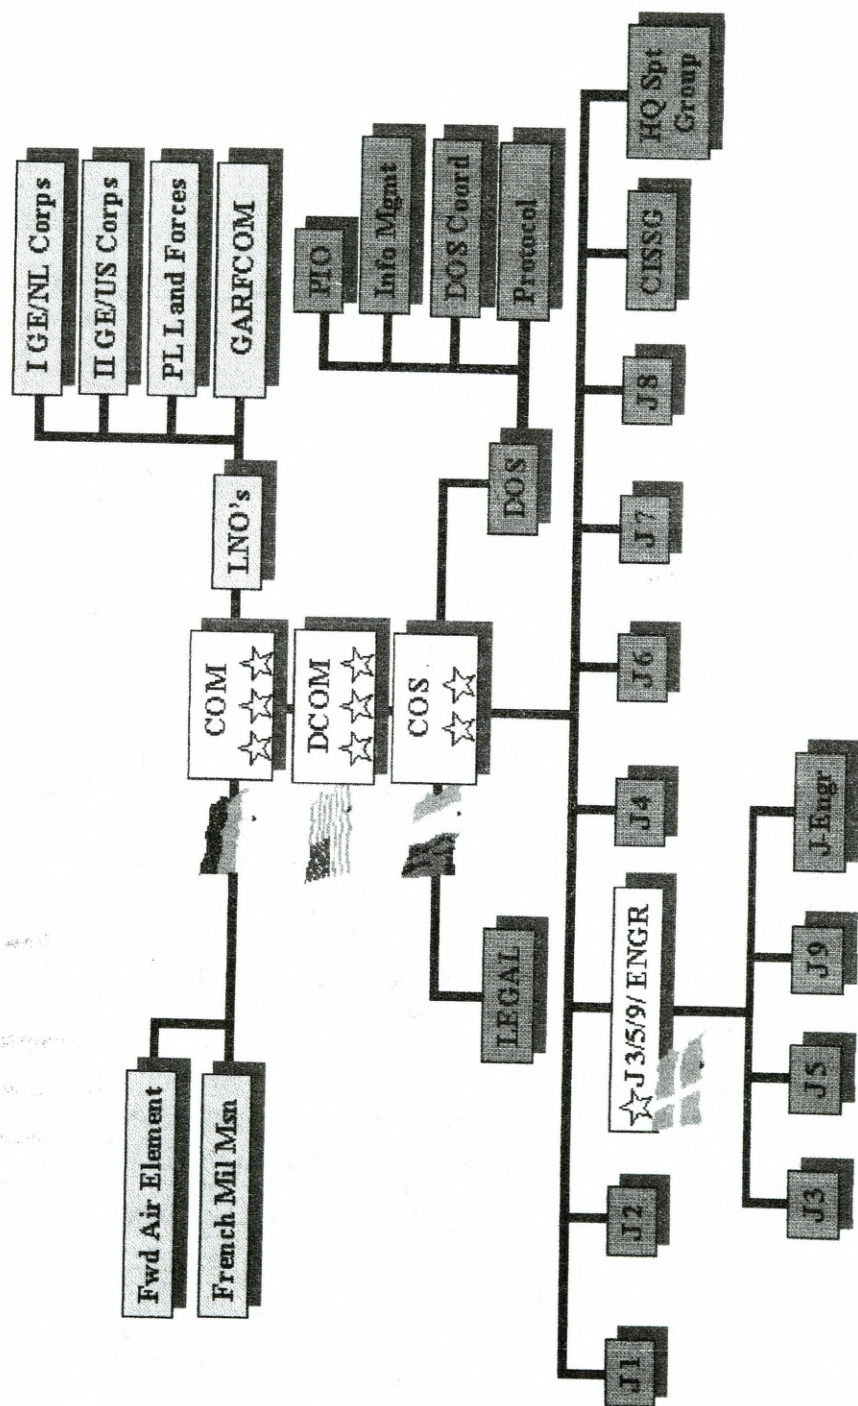 I GE/NL Corps
II GE/US Corps
PL Land Forces
GARFCOM
LNO's
COM
DCOM
COS
Fwd Air Element
French Mil Msn
PIO
Info Mgmt
DOS Coord
Protocol
DOS
LEGAL
J1
J2
J3/5/9/ ENGR
J4
J6
J7
J8
CISSG
HQ Spt
Group
J3
J5
J9
J-Engr